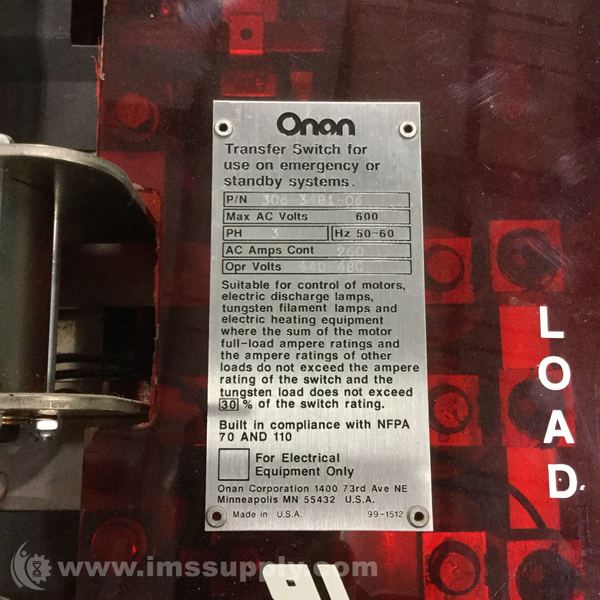 Onan
Transfer Switch for
use on emergency or
standby systems.
P/N
Max AC Volts 600
PH 3 Hz 50-60
AC Amps Cont 260
Opr Volts 440-480
Suitable for control of motors,
electric discharge lamps,
tungsten filament lamps and
electric heating equipment
where the sum of the motor
full-load ampere ratings and
the ampere ratings of other
loads do not exceed the ampere
rating of the switch and the
tungsten load does not exceed
30 % of the switch rating.
Built in compliance with NFPA
70 AND 110
For Electrical
Equipment Only
Onan Corporation 1400 73rd Ave NE
Minneapolis MN 55432 U.S.A.
Made in U.S.A. 99-1512
LOAD
www.imssupply.com